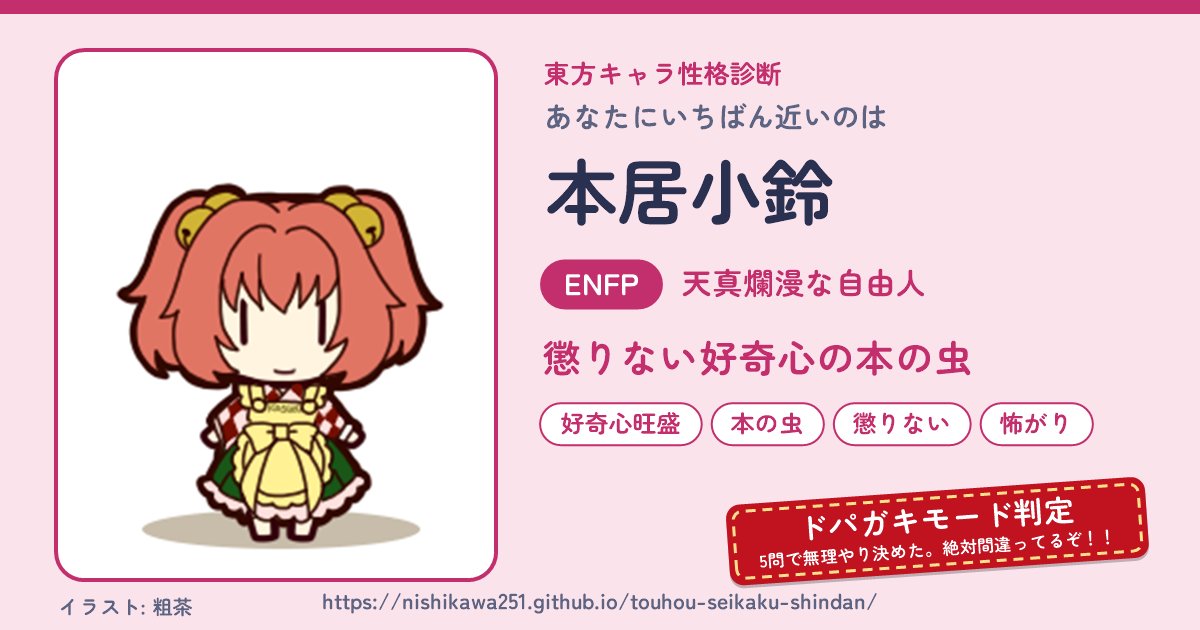 東方キャラ性格診断
あなたにいちばん近いのは
本居小鈴
ENFP 天真爛漫な自由人
懲りない好奇心の本の虫
好奇心旺盛 本の虫 懲りない 怖がり
ドパガキモード判定
5問で無理やり決めた。絶対間違ってるぞ！！
イラスト: 粗茶
https://nishikawa251.github.io/touhou-seikaku-shindan/